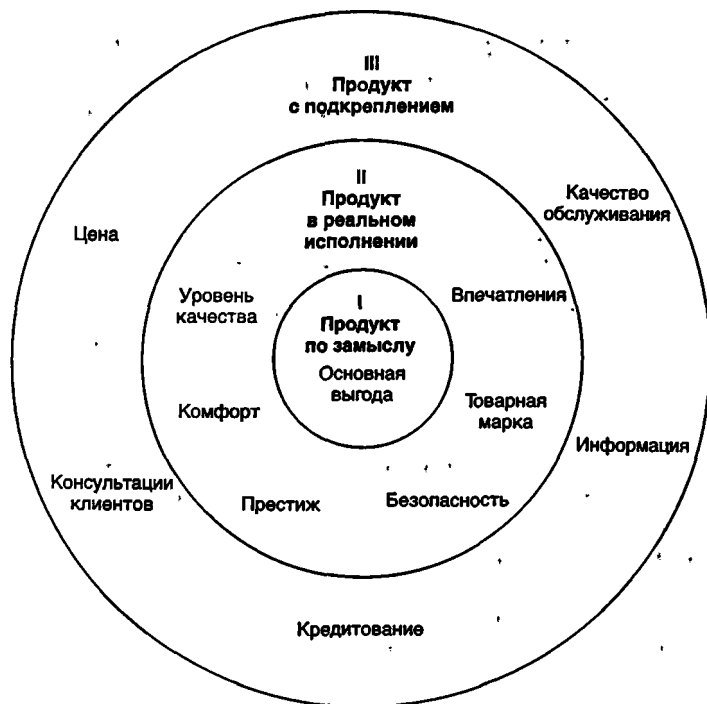 III
Продукт
с подкреплением
Качество
обслуживания
Цена
II
Продукт
в реальном
исполнении
Уровень
качества
Впечатления
I
Продукт
по замыслу
Основная
выгода
Комфорт
Товарная
марка
Информация
Консультации
клиентов
Престиж
Безопасность
Кредитование